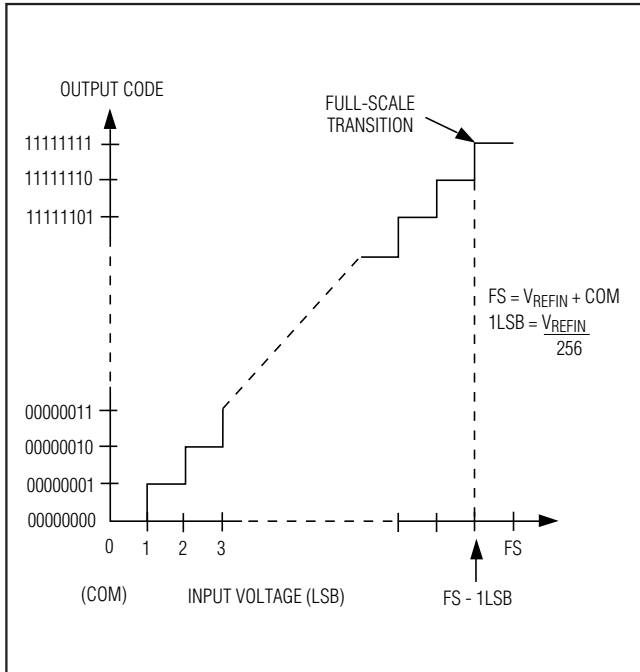 OUTPUT CODE
FULL-SCALE
TRANSITION
11111111
11111110
11111101
FS = VREFIN + COM
1LSB = VREFIN
256
00000011
00000010
00000001
00000000
0 1 2 3 FS
(COM) INPUT VOLTAGE (LSB) FS - 1LSB